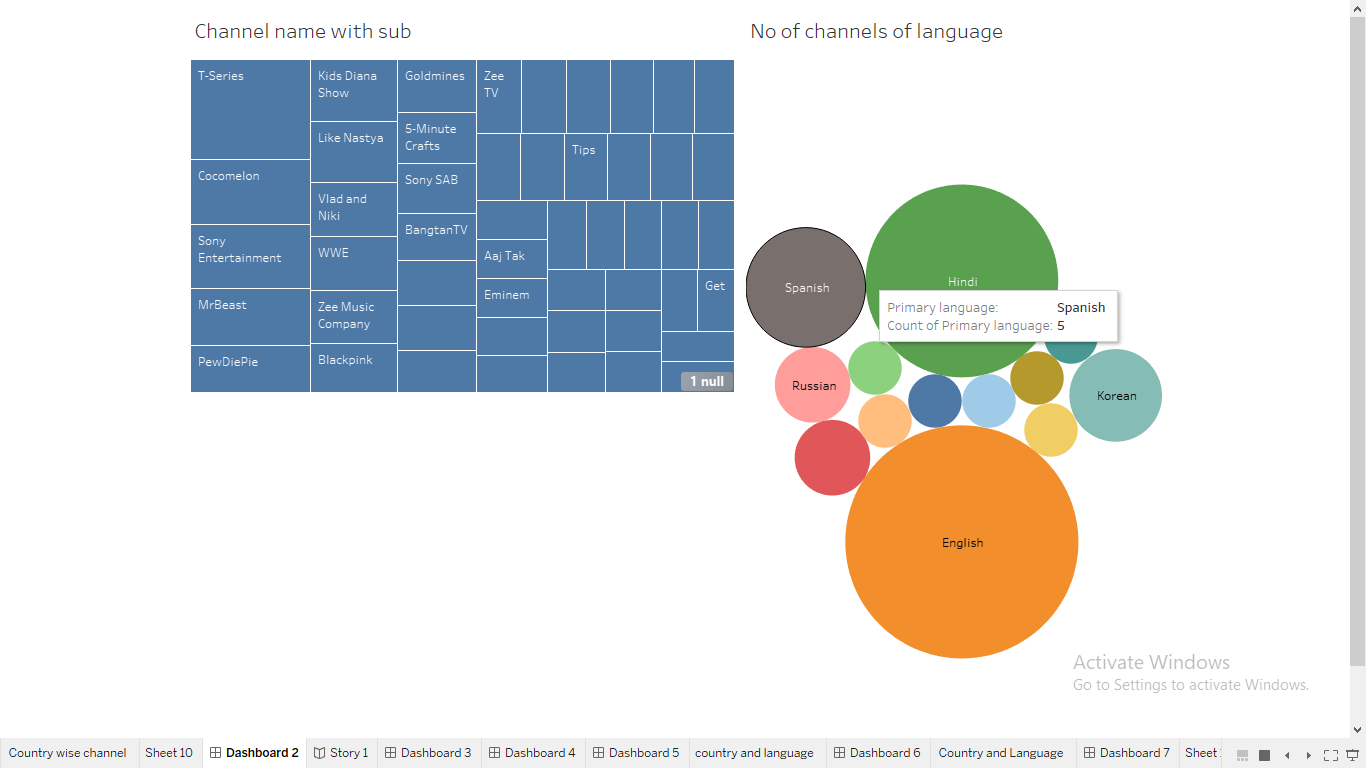 Channel name with sub
No of channels of language
T-Series
Cocomelon
Sony
Entertainment
MrBeast
PewDiePie
Kids Diana
Show
Like Nastya
Vlad and
Niki
WWE
Zee Music
Company
Blackpink
Goldmines
5-Minute
Crafts
Sony SAB
BangtanTV
Zee
TV
Tips
Aaj Tak
Eminem
Get
1 null
Spanish
Hindi
Primary language: Spanish
Count of Primary language: 5
Russian
Korean
English
Activate Windows
Go to Settings to activate Windows.
Country wise channel Sheet 10 Dashboard 2 Story 1 Dashboard 3 Dashboard 4 Dashboard 5 country and language Dashboard 6 Country and Language Dashboard 7 Sheet